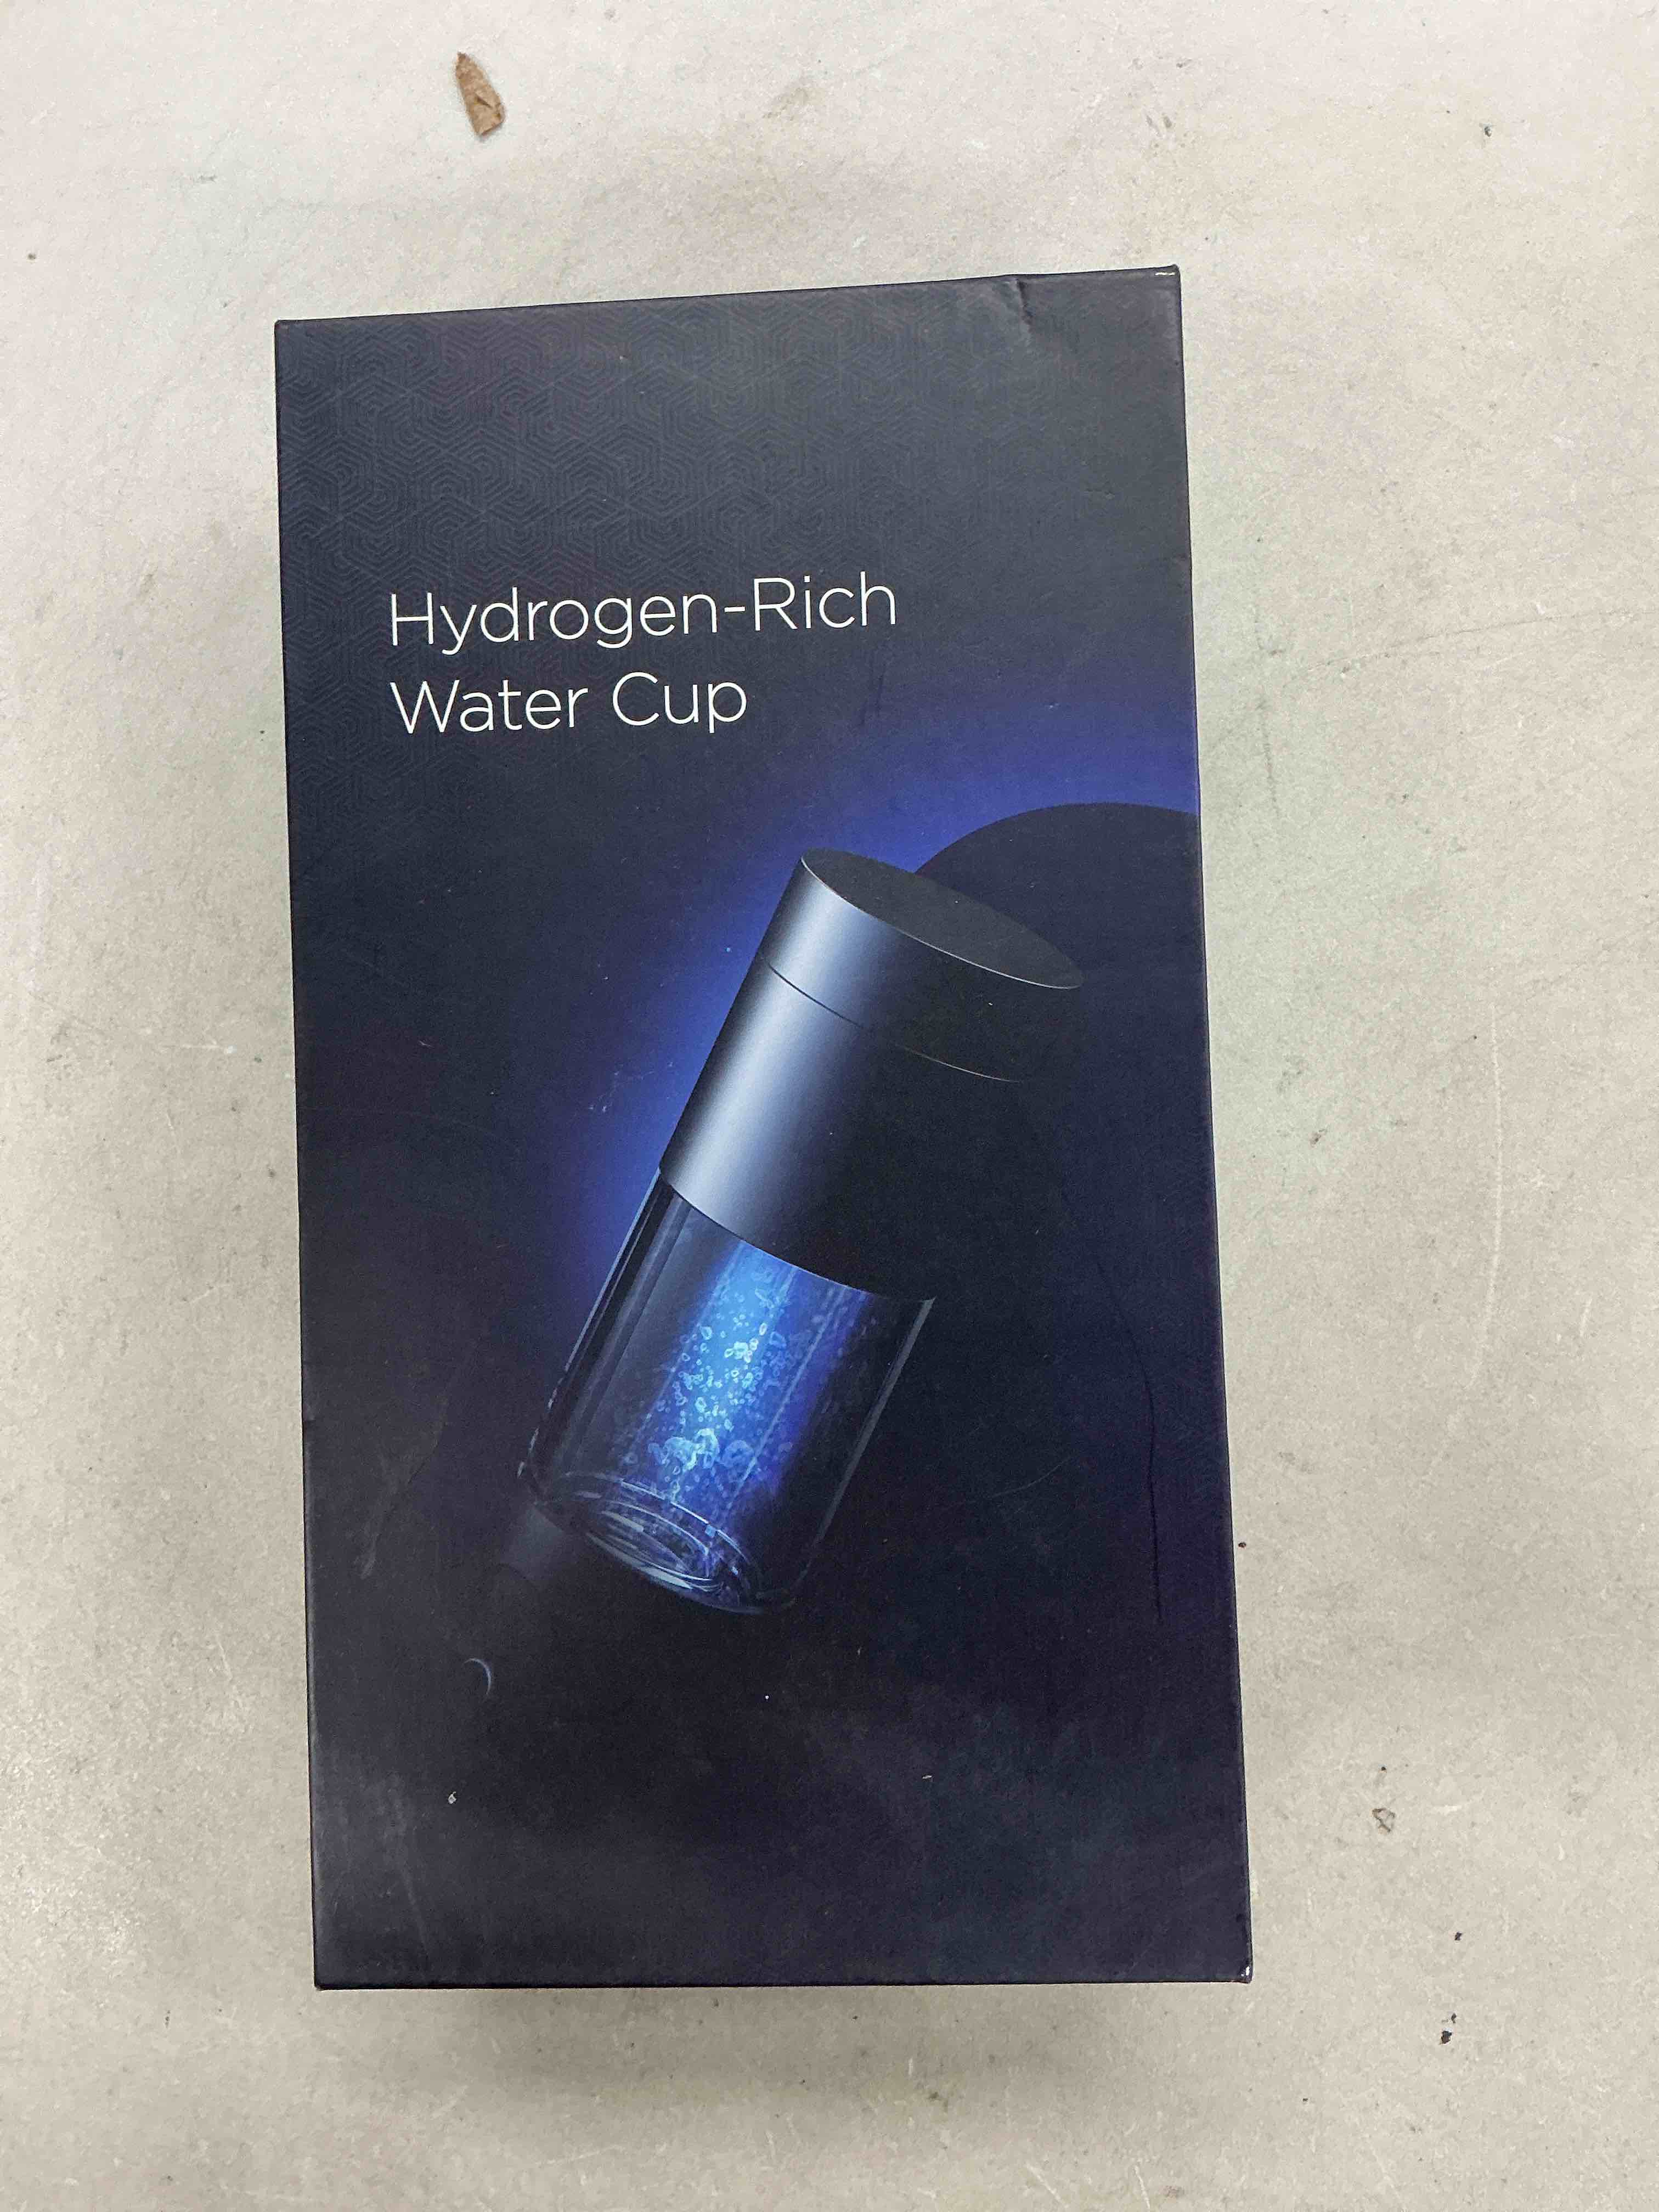 Hydrogen-Rich
Water Cup